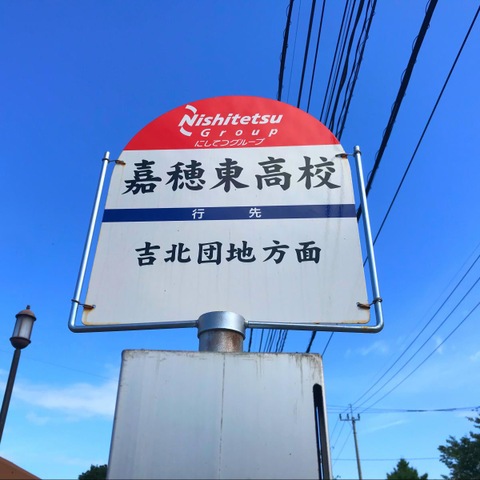 Nishitetsu
Group
にしてつグループ
嘉穂東高校
行先
吉北団地方面